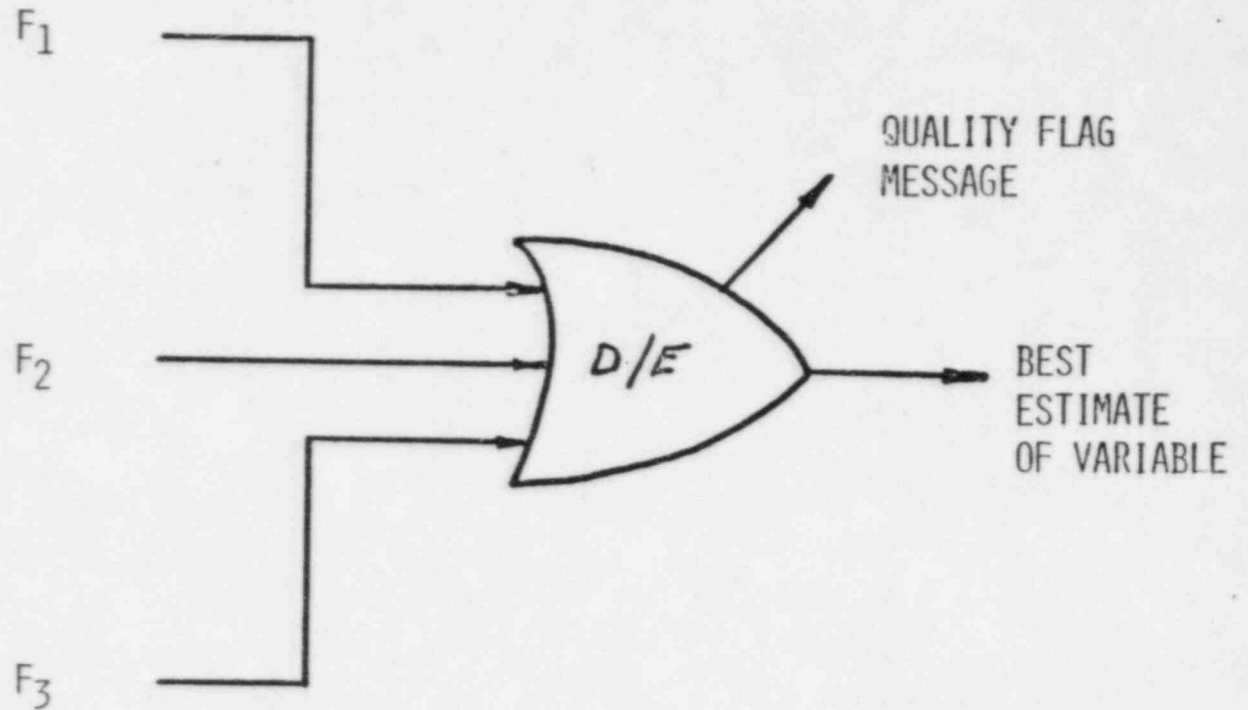 F1
QUALITY FLAG
MESSAGE
F2
D/E
BEST
ESTIMATE
OF VARIABLE
F3